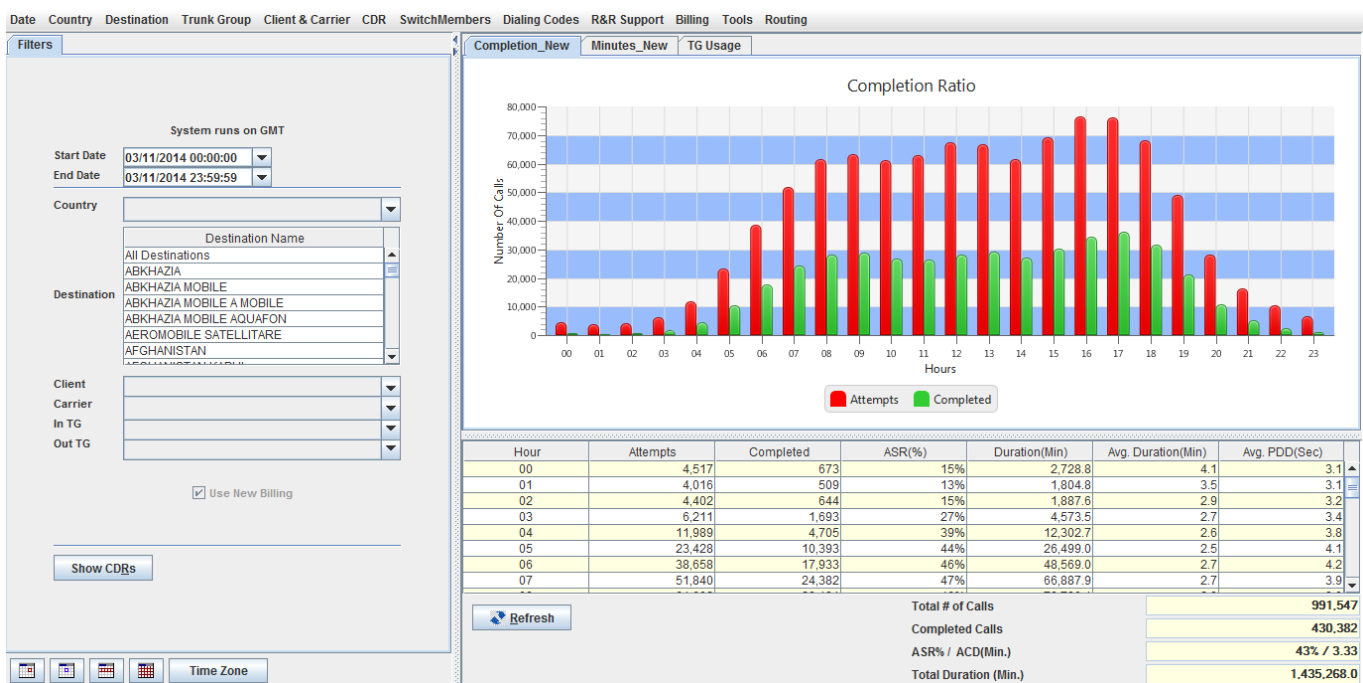 Date Country Destination Trunk Group Client & Carrier CDR SwitchMembers Dialing Codes R&R Support Billing Tools Routing
Filters
System runs on GMT
Start Date 03/11/2014 00:00:00
End Date 03/11/2014 23:59:59
Country
Destination
Destination Name
All Destinations
ABKHAZIA
ABKHAZIA MOBILE
ABKHAZIA MOBILE A MOBILE
ABKHAZIA MOBILE AQUAFON
AEROMOBILE SATELLITARE
AFGHANISTAN
Client
Carrier
In TG
Out TG
Use New Billing
Show CDRs
Time Zone
Completion_New Minutes_New TG Usage
Completion Ratio
Number Of Calls
80,000
70,000
60,000
50,000
40,000
30,000
20,000
10,000
0
00 01 02 03 04 05 06 07 08 09 10 11 12 13 14 15 16 17 18 19 20 21 22 23
Hours
Attempts Completed
Hour Attempts Completed ASR(%) Duration(Min) Avg. Duration(Min) Avg. PDD(Sec)
00 4,517 673 15% 2,728.8 4.1 3.1
01 4,016 509 13% 1,804.8 3.5 3.1
02 4,402 644 15% 1,887.6 2.9 3.2
03 6,211 1,693 27% 4,573.5 2.7 3.4
04 11,989 4,705 39% 12,302.7 2.6 3.8
05 23,428 10,393 44% 26,499.0 2.5 4.1
06 38,658 17,933 46% 48,569.0 2.7 4.2
07 51,840 24,382 47% 66,887.9 2.7 3.9
Refresh
Total # of Calls 991,547
Completed Calls 430,382
ASR% / ACD(Min.) 43% / 3.33
Total Duration (Min.) 1,435,268.0